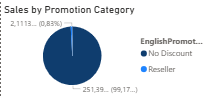 Sales by Promotion Category
2,1113... (0,83%)
EnglishPromot...
No Discount
Reseller
251,39... (99,17...)